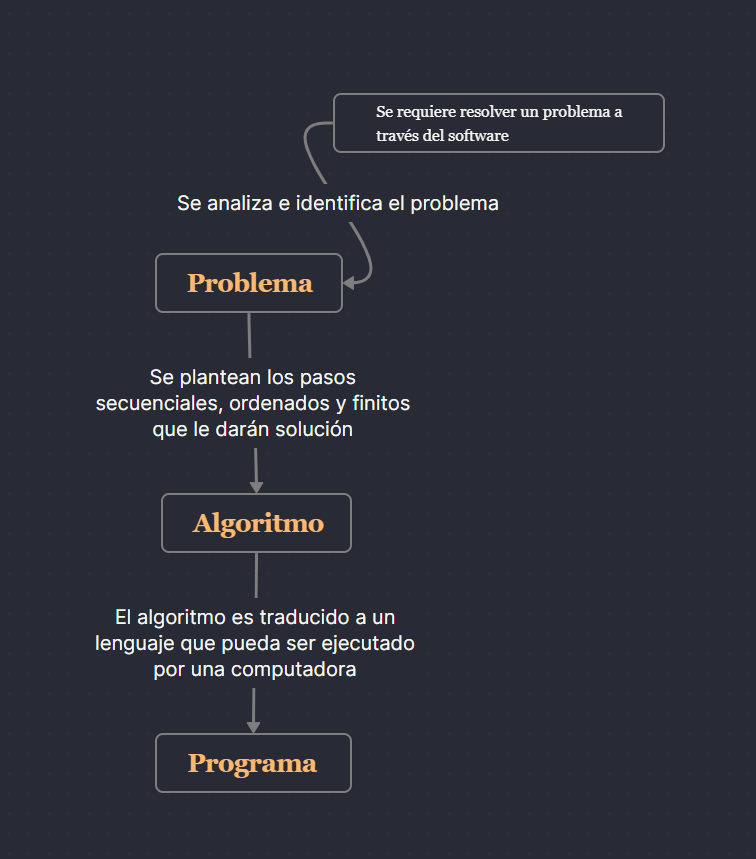 Se requiere resolver un problema a
través del software
Se analiza e identifica el problema
Problema
Se plantean los pasos
secuenciales, ordenados y finitos
que le darán solución
Algoritmo
El algoritmo es traducido a un
lenguaje que pueda ser ejecutado
por una computadora
Programa